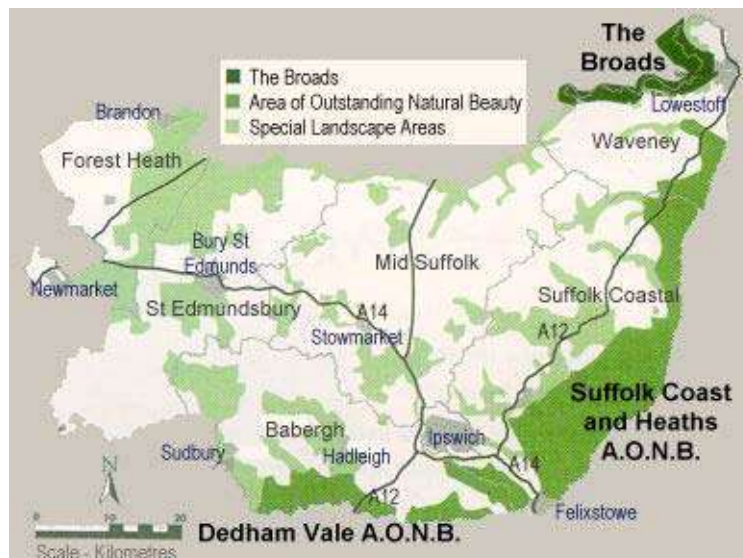 The
Broads
The Broads
Area of Outstanding Natural Beauty
Special Landscape Areas
Lowestoft
Brandon
Waveney
Forest Heath
Bury St
Edmunds
Mid Suffolk
Newmarket
Suffolk Coastal
St Edmundsbury
A14
Stowmarket
A12
Suffolk Coast
and Heaths
A.O.N.B.
Babergh
Ipswich
Sudbury
Hadleigh
A14
N
A12
Felixstowe
0
10
20
Dedham Vale A.O.N.B.
Scale - Kilometres